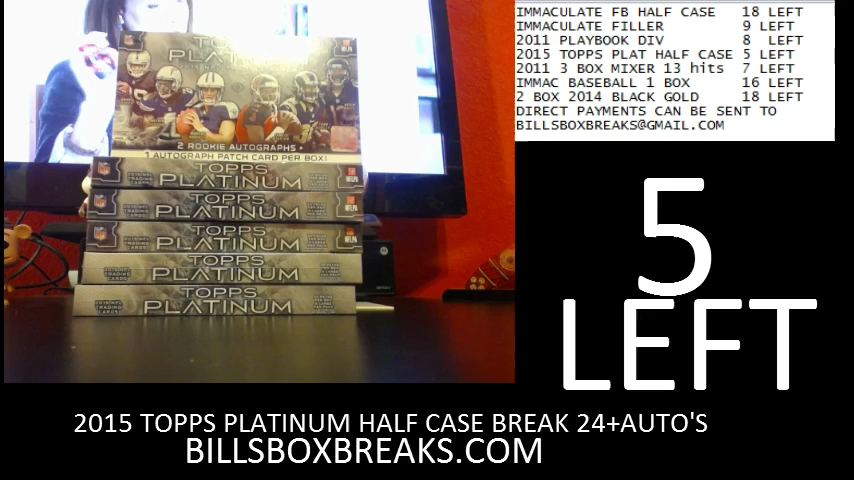 IMMACULATE FB HALF CASE 18 LEFT
IMMACULATE FILLER 9 LEFT
2011 PLAYBOOK DIV 8 LEFT
2015 TOPPS PLAT HALF CASE 5 LEFT
2011 3 BOX MIXER 13 hits 7 LEFT
IMMAC BASEBALL 1 BOX 16 LEFT
2 BOX 2014 BLACK GOLD 18 LEFT
DIRECT PAYMENTS CAN BE SENT TO
BILLSBOXBREAKS@GMAIL.COM
PLATINUM
2 ROOKIE AUTOGRAPHS •
1 AUTOGRAPH PATCH CARD PER BOX!
TOPPS
PLATINUM
TOPPS
PLATINUM
TOPPS
PLATINUM
TOPPS
PLATINUM
TOPPS
PLATINUM
5
LEFT
2015 TOPPS PLATINUM HALF CASE BREAK 24+AUTO'S
BILLSBOXBREAKS.COM